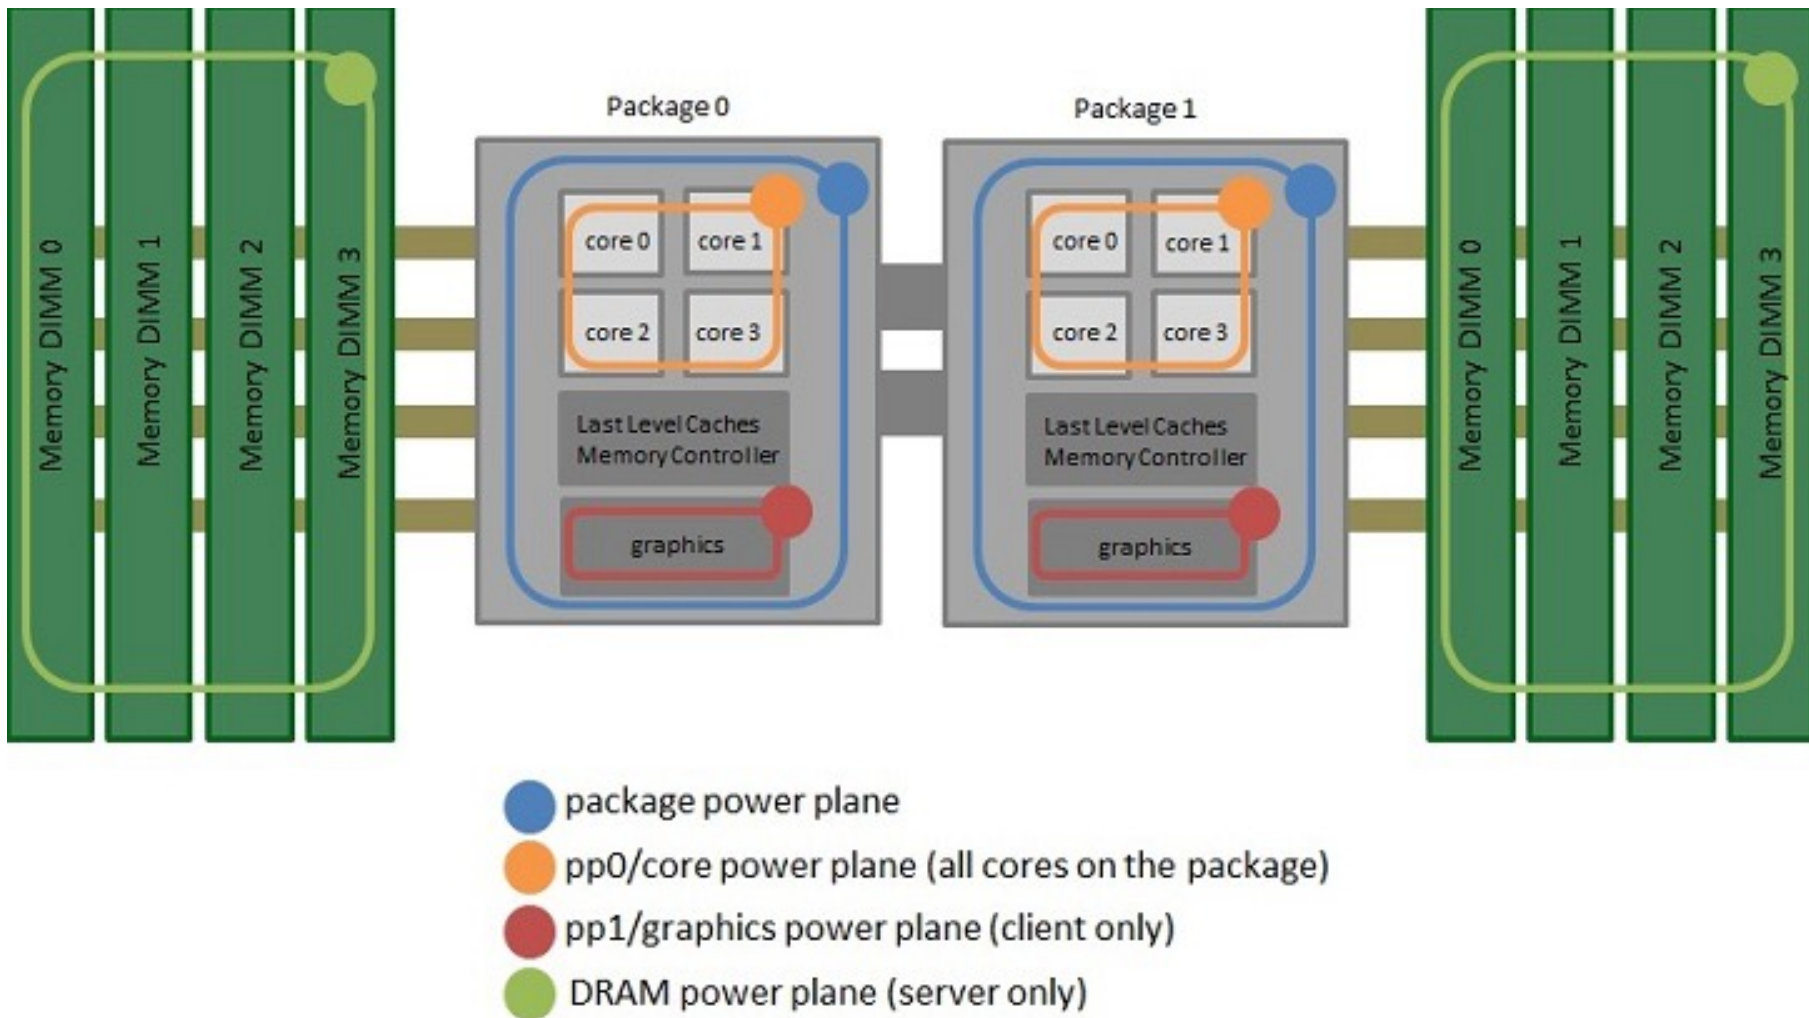 Package 0
Package 1
Memory DIMM 0
Memory DIMM 1
Memory DIMM 2
Memory DIMM 3
core 0
core 1
core 2
core 3
Last Level Caches
Memory Controller
graphics
core 0
core 1
core 2
core 3
Last Level Caches
Memory Controller
graphics
Memory DIMM 0
Memory DIMM 1
Memory DIMM 2
Memory DIMM 3
package power plane
pp0/core power plane (all cores on the package)
pp1/graphics power plane (client only)
DRAM power plane (server only)